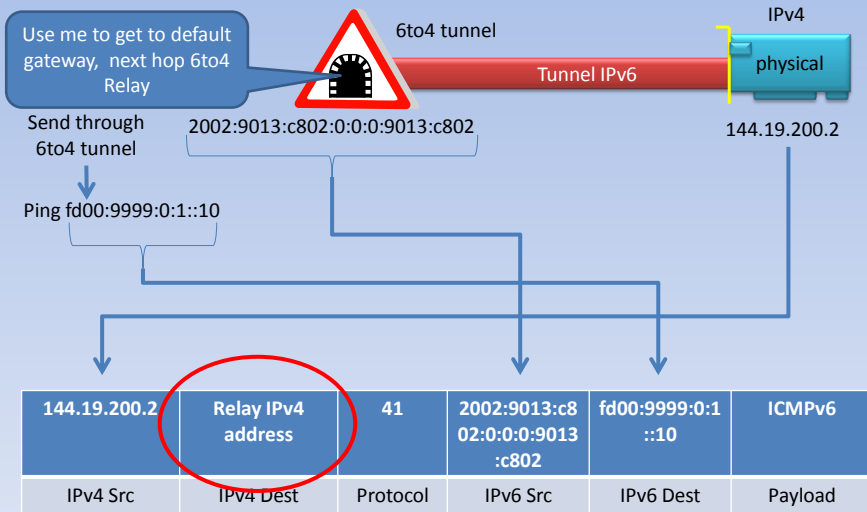 IPv4
6to4 tunnel
Use me to get to default
gateway, next hop 6to4
Relay
physical
Tunnel IPv6
Send through
6to4 tunnel
2002:9013:c802:0:0:0:9013:c802
144.19.200.2
Ping fd00:9999:0:1::10
144.19.200.2
Relay IPv4
address
41
2002:9013:c8
02:0:0:0:9013
:c802
fd00:9999:0:1
::10
ICMPv6
IPv4 Src
IPv4 Dest
Protocol
IPv6 Src
IPv6 Dest
Payload